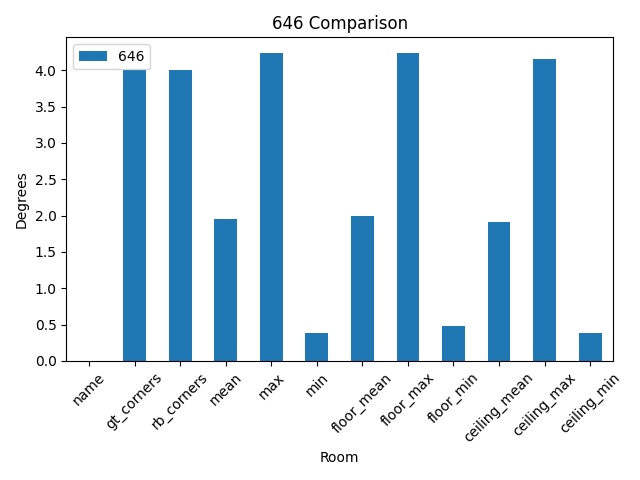 646 Comparison
646
Degrees
4.0
3.5
3.0
2.5
2.0
1.5
1.0
0.5
0.0
name
gt_corners
rb_corners
mean
max
min
floor_mean
floor_max
floor_min
ceiling_mean
ceiling_max
ceiling_min
Room